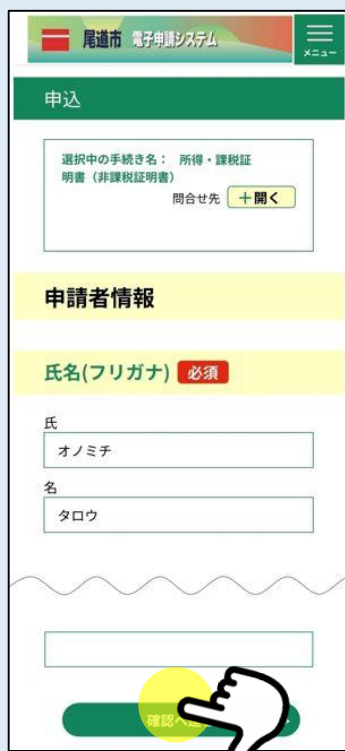 尾道市 電子申請システム
メニュー
申込
選択中の手続き名： 所得・課税証
明書（非課税証明書）
問合せ先 ＋開く
申請者情報
氏名(フリガナ) 必須
氏
オノミチ
名
タロウ
確認へ